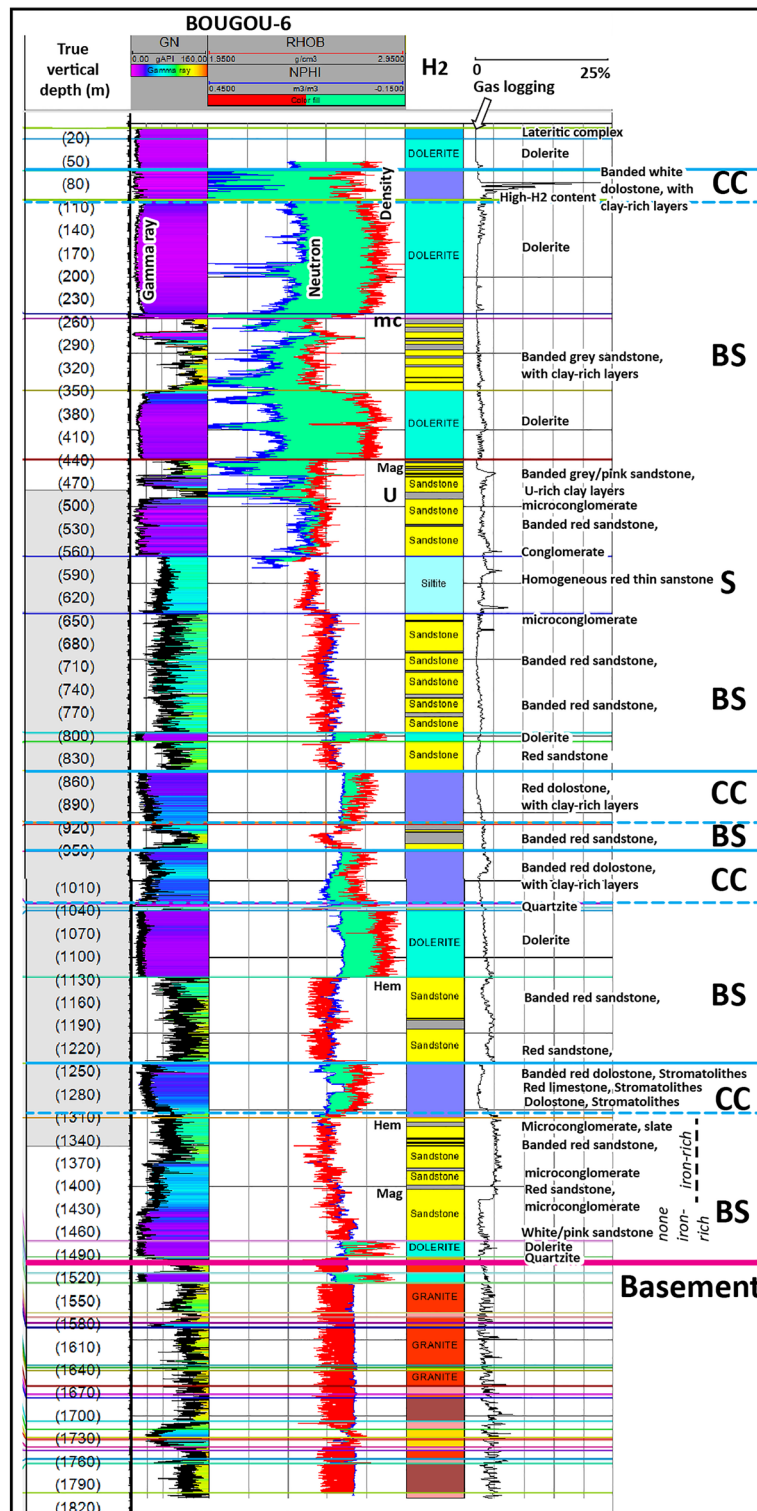 BOUGOU-6
True
vertical
depth (m)
GN
0.00 gAPI 160.00
Gamma ray
RHOB
1.9500 g/cm3 2.9500
NPHI
0.4500 m3/m3 -0.1500
Color fill
H2
0 25%
Gas logging
(20)
(50)
(80)
(110)
(140)
(170)
(200)
(230)
(260)
(290)
(320)
(350)
(380)
(410)
(440)
(470)
(500)
(530)
(560)
(590)
(620)
(650)
(680)
(710)
(740)
(770)
(800)
(830)
(860)
(890)
(920)
(950)
(1010)
(1040)
(1070)
(1100)
(1130)
(1160)
(1190)
(1220)
(1250)
(1280)
(1310)
(1340)
(1370)
(1400)
(1430)
(1460)
(1490)
(1520)
(1550)
(1580)
(1610)
(1640)
(1670)
(1700)
(1730)
(1760)
(1790)
(1820)
Gamma ray
Neutron
Density
mc
Mag
U
Hem
Hem
Mag
DOLERITE
DOLERITE
DOLERITE
Sandstone
Sandstone
Sandstone
Siltite
Sandstone
Sandstone
Sandstone
Sandstone
Sandstone
Sandstone
DOLERITE
Sandstone
Sandstone
Sandstone
Sandstone
Sandstone
DOLERITE
GRANITE
GRANITE
GRANITE
Lateritic complex
Dolerite
Banded white
dolostone, with
High-H2 content clay-rich layers
Dolerite
Banded grey sandstone,
with clay-rich layers
Dolerite
Banded grey/pink sandstone,
U-rich clay layers
microconglomerate
Banded red sandstone,
Conglomerate
Homogeneous red thin sanstone
microconglomerate
Banded red sandstone,
Banded red sandstone,
Dolerite
Red sandstone
Red dolostone,
with clay-rich layers
Banded red sandstone,
Banded red dolostone,
with clay-rich layers
Quartzite
Dolerite
Banded red sandstone,
Red sandstone,
Banded red dolostone, Stromatolithes
Red limestone, Stromatolithes
Dolostone, Stromatolithes
Microconglomerate, slate
Banded red sandstone,
microconglomerate
Red sandstone,
microconglomerate
White/pink sandstone
Dolerite
Quartzite
iron-rich
none
iron-
rich
CC
BS
S
BS
CC
BS
CC
BS
CC
BS
Basement